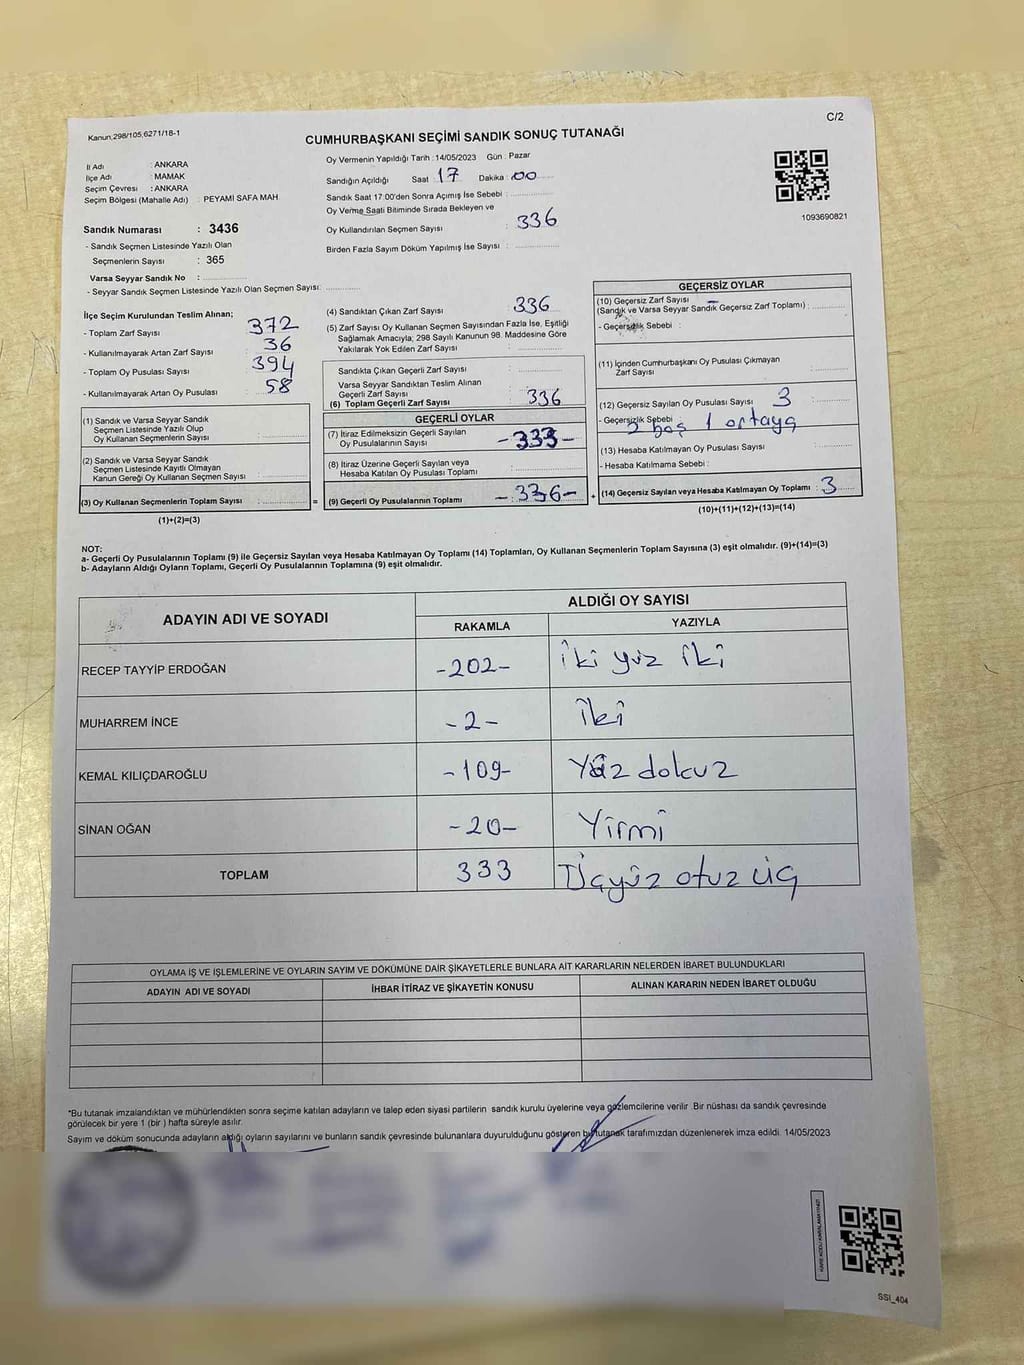 Kanun;298/105,6271/18-1
C/2
CUMHURBAŞKANI SEÇİMİ SANDIK SONUÇ TUTANAĞI
İl Adı : ANKARA
İlçe Adı : MAMAK
Seçim Çevresi : ANKARA
Seçim Bölgesi (Mahalle Adı) : PEYAMİ SAFA MAH.
Sandık Numarası : 3436
- Sandık Seçmen Listesinde Yazılı Olan
Seçmenlerin Sayısı : 365
Varsa Seyyar Sandık No :
- Seyyar Sandık Seçmen Listesinde Yazılı Olan Seçmen Sayısı:
Oy Vermenin Yapıldığı Tarih : 14/05/2023 Gün : Pazar
Sandığın Açıldığı Saat 17 Dakika : 00
Sandık Saat 17:00'den Sonra Açımış İse Sebebi :
Oy Verme Saati Bitiminde Sırada Bekleyen ve
Oy Kullandırılan Seçmen Sayısı : 336
Birden Fazla Sayım Döküm Yapılmış İse Sayısı :
1093690821
İlçe Seçim Kurulundan Teslim Alınan;
- Toplam Zarf Sayısı 372
- Kullanılmayarak Artan Zarf Sayısı 36
- Toplam Oy Pusulası Sayısı 394
- Kullanılmayarak Artan Oy Pusulası 58
(1) Sandık ve Varsa Seyyar Sandık
Seçmen Listesinde Yazılı Olup
Oy Kullanan Seçmenlerin Sayısı :
(2) Sandık ve Varsa Seyyar Sandık
Seçmen Listesinde Kayıtlı Olmayan
Kanun Gereği Oy Kullanan Seçmen Sayısı :
(3) Oy Kullanan Seçmenlerin Toplam Sayısı : =
(1)+(2)=(3)
(4) Sandıktan Çıkan Zarf Sayısı : 336
(5) Zarf Sayısı Oy Kullanan Seçmen Sayısından Fazla İse, Eşitliği
Sağlamak Amacıyla; 298 Sayılı Kanunun 98. Maddesine Göre
Yakılarak Yok Edilen Zarf Sayısı :
Sandıkta Çıkan Geçerli Zarf Sayısı :
Varsa Seyyar Sandıktan Teslim Alınan
Geçerli Zarf Sayısı :
(6) Toplam Geçerli Zarf Sayısı : 336
GEÇERLİ OYLAR
(7) İtiraz Edilmeksizin Geçerli Sayılan
Oy Pusulalarının Sayısı : -333-
(8) İtiraz Üzerine Geçerli Sayılan veya
Hesaba Katılan Oy Pusulası Toplamı :
(9) Geçerli Oy Pusulalarının Toplamı : -336- +
GEÇERSİZ OYLAR
(10) Geçersiz Zarf Sayısı –
(Sandık ve Varsa Seyyar Sandık Geçersiz Zarf Toplamı) :
- Geçersizlik Sebebi :
(11) İçinden Cumhurbaşkanı Oy Pusulası Çıkmayan
Zarf Sayısı :
(12) Geçersiz Sayılan Oy Pusulası Sayısı : 3
- Geçersizlik Sebebi : boş 1 ortaya
(13) Hesaba Katılmayan Oy Pusulası Sayısı :
- Hesaba Katılmama Sebebi :
(14) Geçersiz Sayılan veya Hesaba Katılmayan Oy Toplamı : 3
(10)+(11)+(12)+(13)=(14)
NOT:
a- Geçerli Oy Pusulalarının Toplamı (9) ile Geçersiz Sayılan veya Hesaba Katılmayan Oy Toplamı (14) Toplamları, Oy Kullanan Seçmenlerin Toplam Sayısına (3) eşit olmalıdır. (9)+(14)=(3)
b- Adayların Aldığı Oyların Toplamı, Geçerli Oy Pusulalarının Toplamına (9) eşit olmalıdır.
ADAYIN ADI VE SOYADI
ALDIĞI OY SAYISI
RAKAMLA YAZIYLA
RECEP TAYYİP ERDOĞAN -202- İki yüz iki
MUHARREM İNCE -2- İki
KEMAL KILIÇDAROĞLU -109- Yüz dokuz
SİNAN OĞAN -20- Yirmi
TOPLAM 333 Üçyüz otuz üç
OYLAMA İŞ VE İŞLEMLERİNE VE OYLARIN SAYIM VE DÖKÜMÜNE DAİR ŞİKAYETLERLE BUNLARA AİT KARARLARIN NELERDEN İBARET BULUNDUKLARI
ADAYIN ADI VE SOYADI İHBAR İTİRAZ VE ŞİKAYETİN KONUSU ALINAN KARARIN NEDEN İBARET OLDUĞU
*Bu tutanak imzalandıktan ve mühürlendikten sonra seçime katılan adayların ve talep eden siyasi partilerin sandık kurulu üyelerine veya gözlemcilerine verilir. Bir nüshası da sandık çevresinde
görülecek bir yere 1 (bir ) hafta süreyle asılır.
Sayım ve döküm sonucunda adayların aldığı oyların sayılarını ve bunların sandık çevresinde bulunanlara duyurulduğunu gösteren bu tutanak tarafımızdan düzenlenerek imza edildi. 14/05/2023
SSI_404